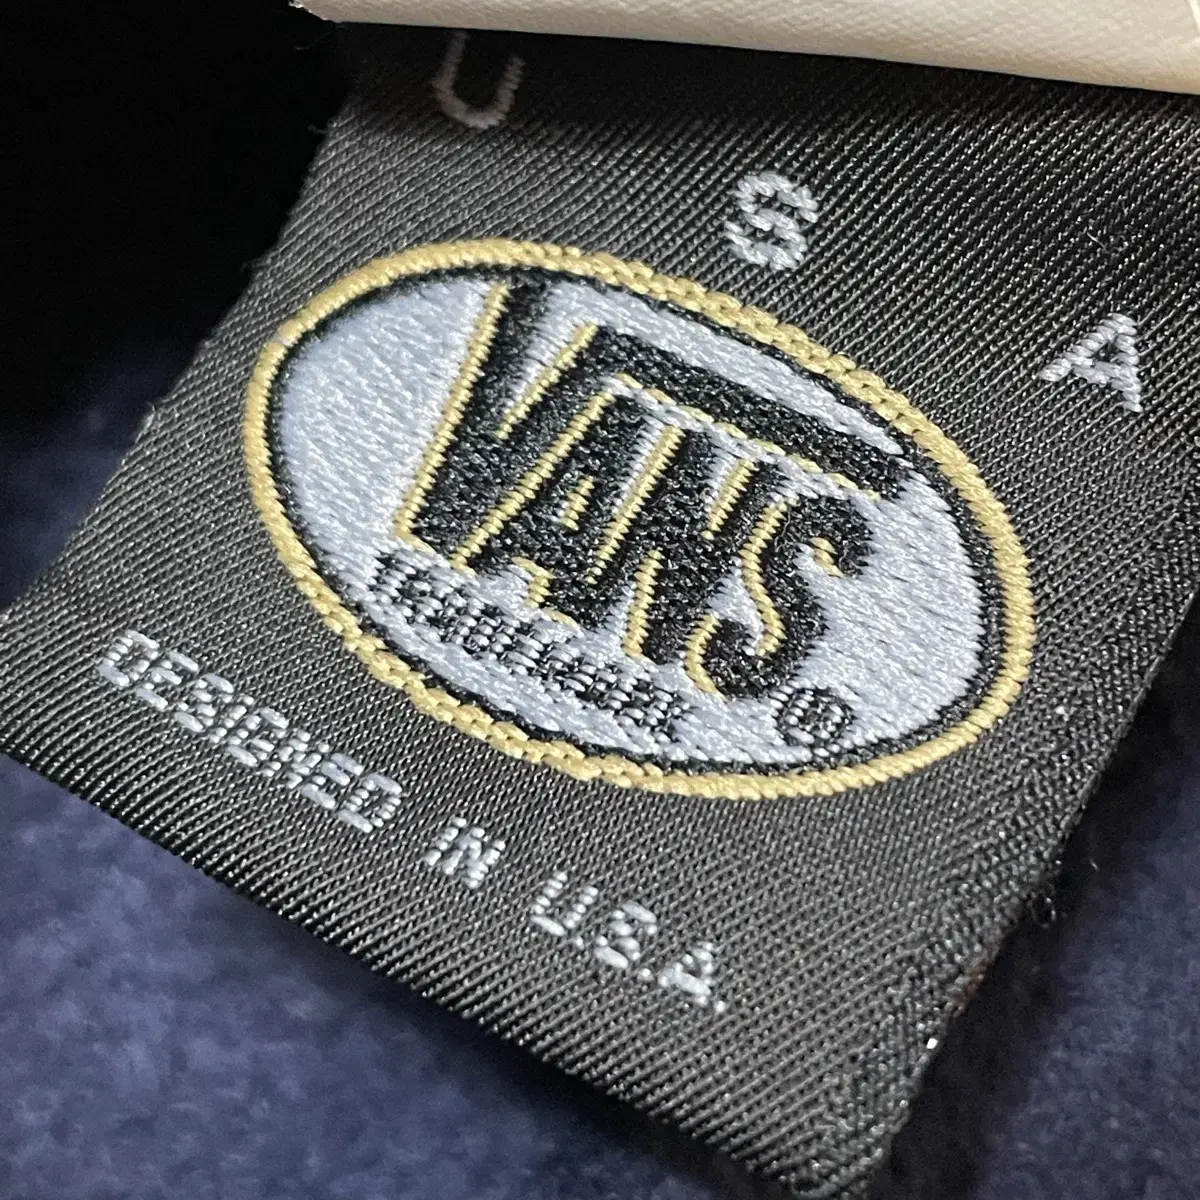 U S A
VANS
DESIGNED IN U.S.A.